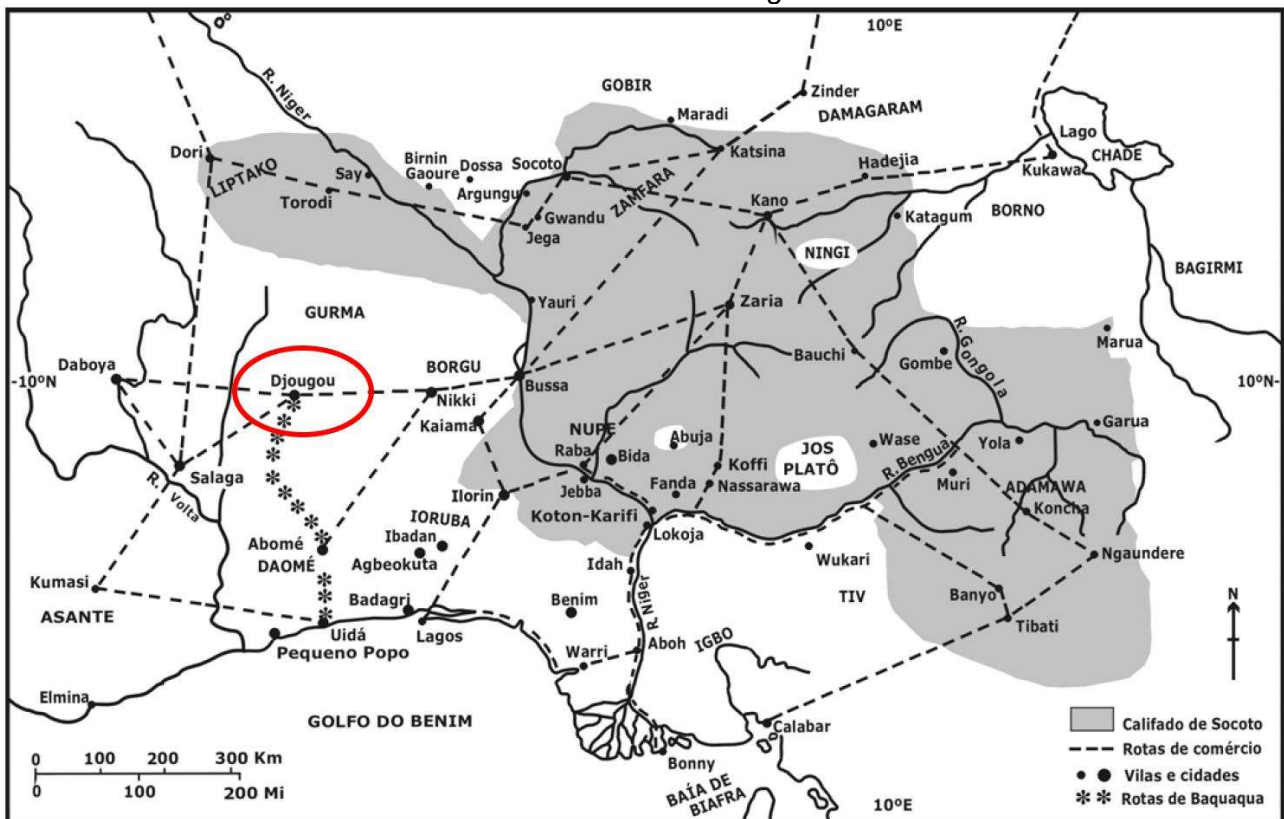 0º
10ºE
R. Niger
GOBIR
Zinder
Maradi
DAMAGARAM
Lago
CHADE
Dori
LIPTAKO
Say
Birnin
Gaoure
Dossa
Socoto
Katsina
Hadejia
Kukawa
Torodi
Argungu
ZAMFARA
Gwandu
Jega
Kano
Katagum
BORNO
NINGI
BAGIRMI
GURMA
Yauri
Zaria
R. Gongola
Marua
Daboya
Bauchi
Gombe
-10ºN
Djougou
BORGU
Nikki
Bussa
10ºN-
Kaiama
NUPE
Abuja
Wase
Garua
Raba
Bida
JOS
PLATÔ
Yola
Salaga
Koffi
R. Bengua
Muri
ADAMAWA
R. Volta
Ilorin
Jebba
Fanda
Nassarawa
Koncha
IORUBA
Koton-Karifi
Abomé
DAOMÉ
Ibadan
Agbeokuta
Lokoja
Wukari
Ngaundere
Kumasi
Idah
TIV
Banyo
N
ASANTE
Badagri
Benim
R. Niger
Tibati
Uidá
Lagos
Pequeno Popo
Warri
Aboh
IGBO
Elmina
GOLFO DO BENIM
Calabar
Califado de Socoto
Rotas de comércio
0 100 200 300 Km
0 100 200 Mi
Bonny
BAÍA DE
BIAFRA
10ºE
Vilas e cidades
Rotas de Baquaqua